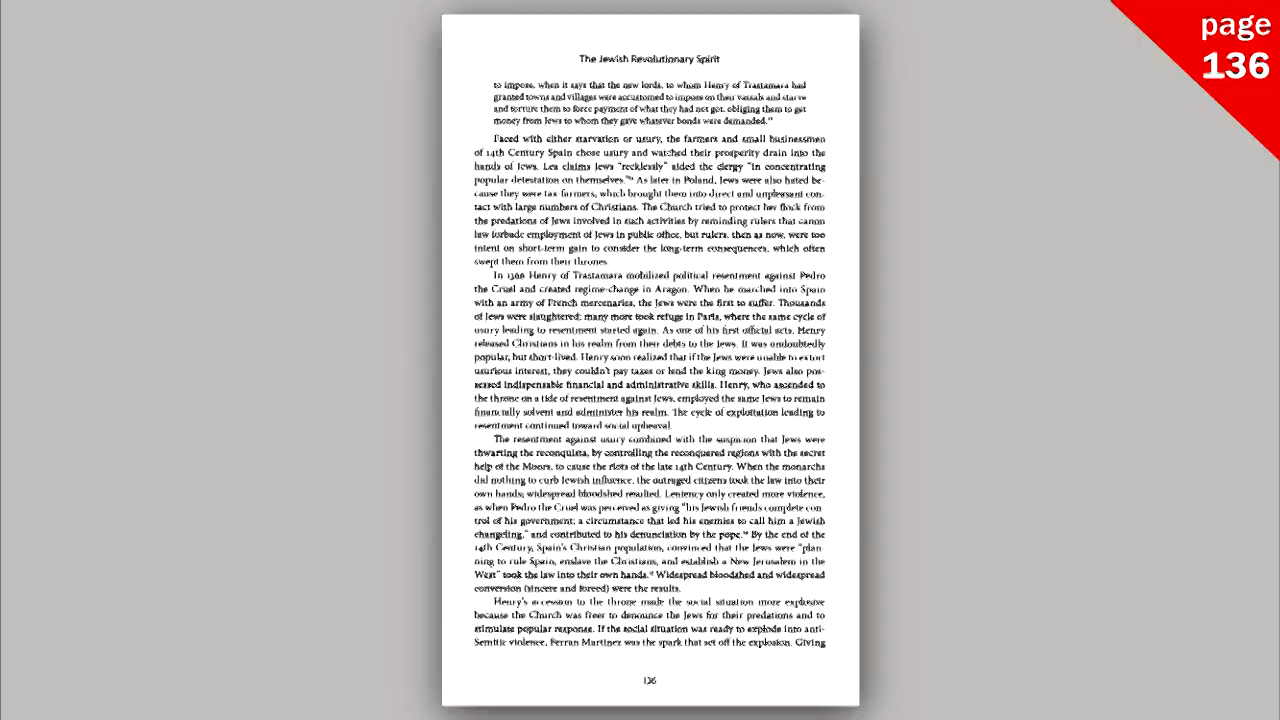 page
136
The Jewish Revolutionary Spirit
to impose, when it says that the new lords, to whom Henry of Trastamara had
granted towns and villages were accustomed to impose on their vassals and starve
and torture them to force payment of what they had not got, obliging them to get
money from Jews to whom they gave whatever bonds were demanded.
Faced with either starvation or usury, the farmers and small businessmen
of 14th Century Spain chose usury and watched their prosperity drain into the
hands of Jews. Lea claims Jews "recklessly" aided the clergy "in concentrating
popular detestation on themselves." As later in Poland, Jews were also hated be-
cause they were tax farmers, which brought them into direct and unpleasant con-
tact with large numbers of Christians. The Church tried to protect her flock from
the predations of Jews involved in such activities by reminding rulers that canon
law forbade employment of Jews in public office, but rulers, then as now, were too
intent on short-term gain to consider the long-term consequences, which often
swept them from their thrones.
In Henry of Trastamara mobilized political resentment against Pedro
the Cruel and created regime-change in Aragon. When he marched into Spain
with an army of French mercenaries, the Jews were the first to suffer. Thousands
of Jews were slaughtered; many more took refuge in Paris, where the same cycle of
usury leading to resentment started again. As one of his first official acts, Henry
released Christians in his realm from their debts to the Jews. It was undoubtedly
popular, but short-lived. Henry soon realized that if the Jews were unable to extort
usurious interest, they couldn't pay taxes or lend the king money. Jews also pos-
sessed indispensable financial and administrative skills. Henry, who ascended to
the throne on a tide of resentment against Jews, employed the same Jews to remain
financially solvent and administer his realm. The cycle of exploitation leading to
resentment continued toward social upheaval.
The resentment against usury combined with the suspicion that Jews were
thwarting the reconquista, by controlling the reconquered regions with the secret
help of the Moors, to cause the riots of the late 14th Century. When the monarchs
did nothing to curb Jewish influence, the outraged citizens took the law into their
own hands; widespread bloodshed resulted. Leniency only created more violence,
as when Pedro the Cruel was perceived as giving "his Jewish friends complete con-
trol of his government; a circumstance that led his enemies to call him a Jewish
changeling," and contributed to his denunciation by the pope. By the end of the
14th Century, Spain's Christian population, convinced that the Jews were "plan-
ning to rule Spain, enslave the Christians, and establish a New Jerusalem in the
West" took the law into their own hands. Widespread bloodshed and widespread
conversion (sincere and forced) were the results.
Henry's accession to the throne made the social situation more explosive
because the Church was freer to denounce the Jews for their predations and to
stimulate popular response. If the social situation was ready to explode into anti-
Semitic violence, Ferran Martinez was the spark that set off the explosion. Giving
136